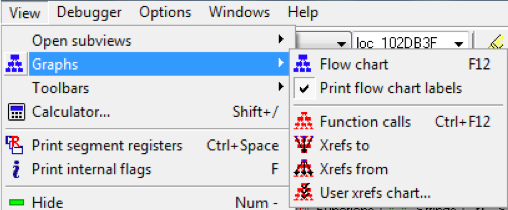 View Debugger Options Windows Help
Open subviews
loc_102DB3F
Graphs
Flow chart F12
Toolbars
Print flow chart labels
Calculator... Shift+/
Function calls Ctrl+F12
Print segment registers Ctrl+Space
Xrefs to
Print internal flags F
Xrefs from
Hide Num -
User xrefs chart...